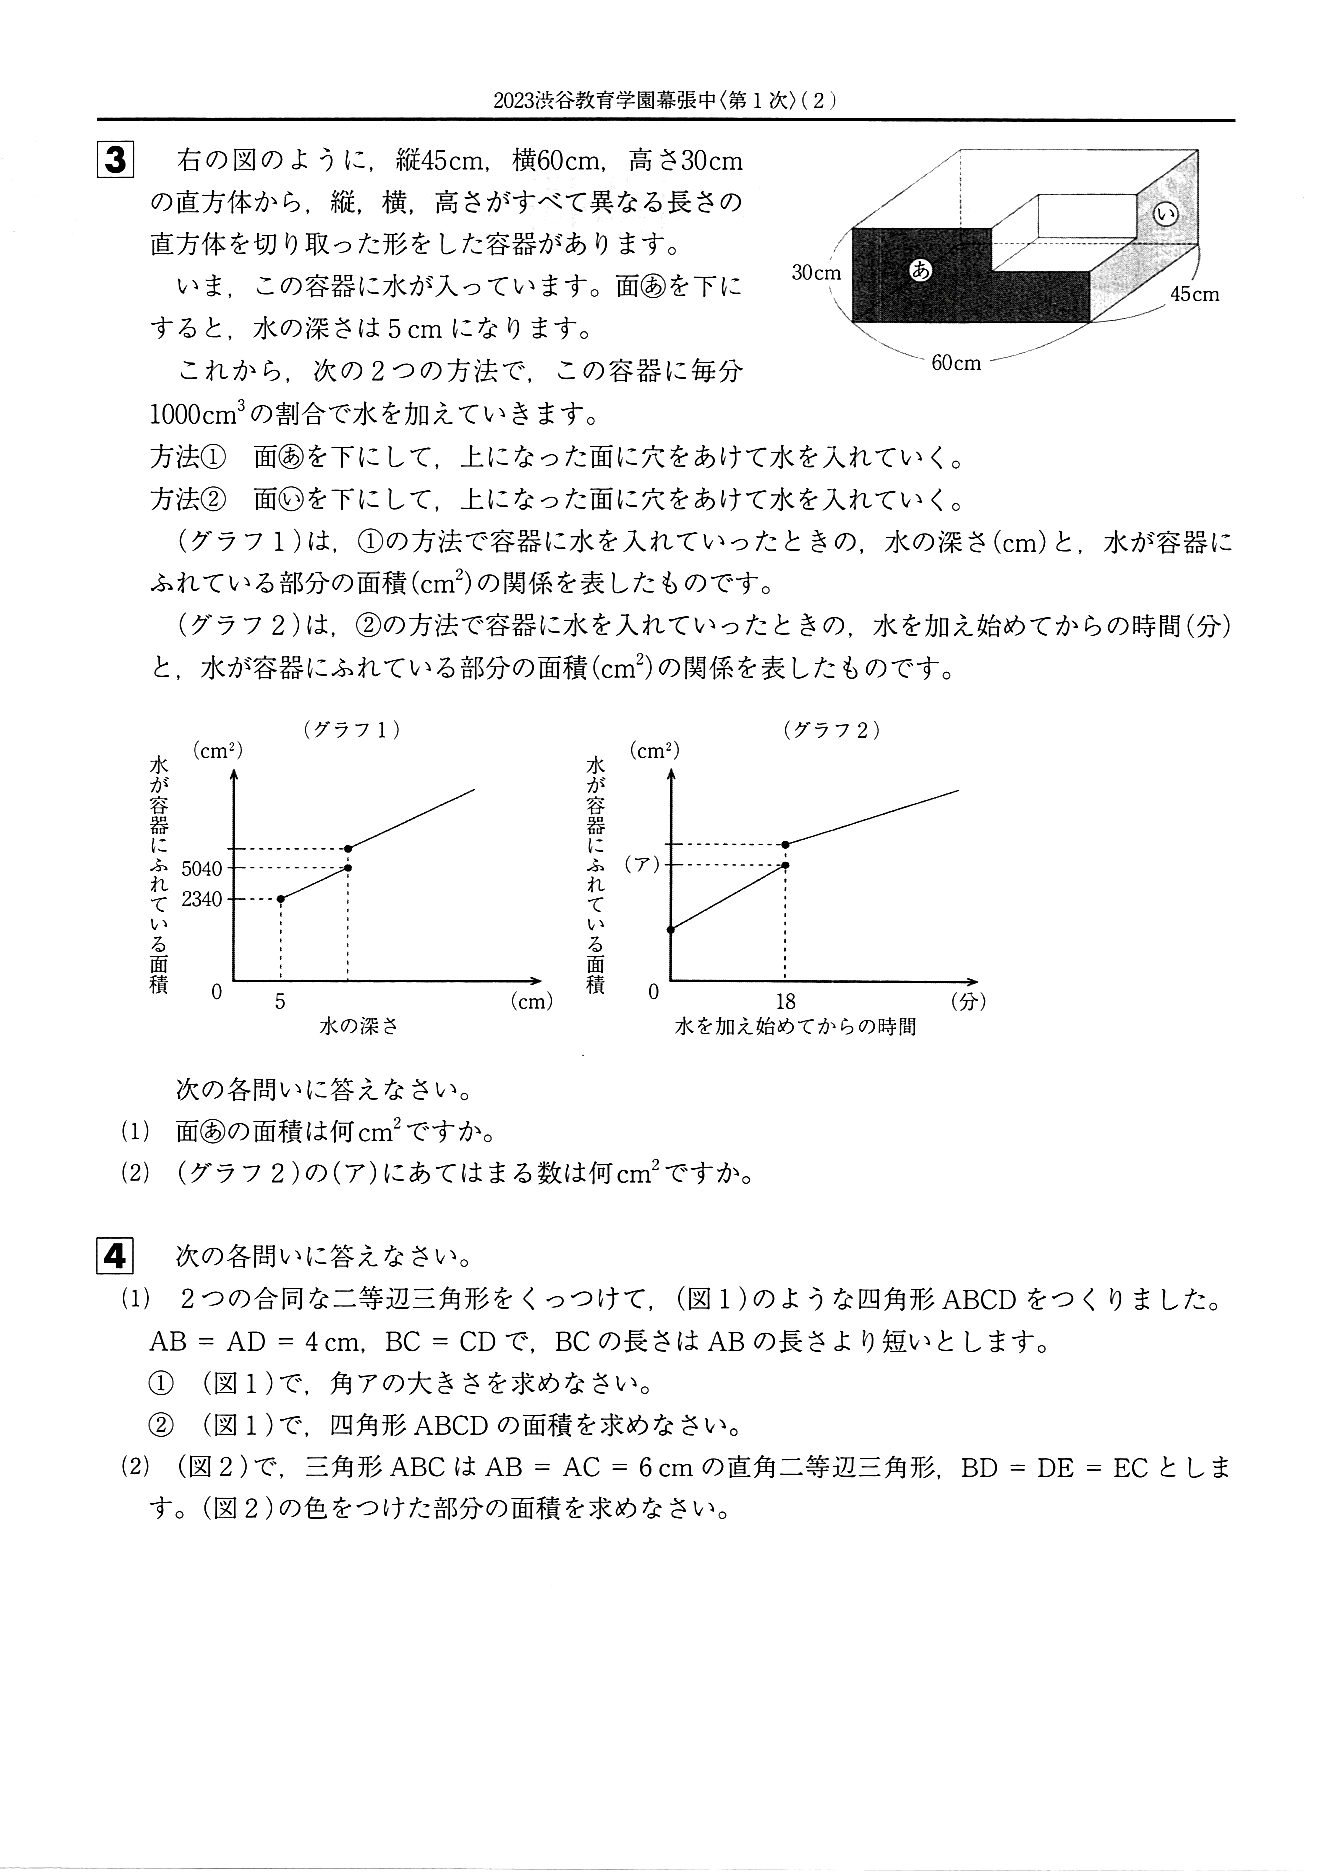 2023渋谷教育学園幕張中〈第1次〉(2)
3 右の図のように，縦45cm，横60cm，高さ30cm
の直方体から，縦，横，高さがすべて異なる長さの
直方体を切り取った形をした容器があります。
いま，この容器に水が入っています。面㋐を下に
すると，水の深さは5cmになります。
これから，次の2つの方法で，この容器に毎分
1000cm³の割合で水を加えていきます。
あ
い
30cm
45cm
60cm
方法① 面あを下にして，上になった面に穴をあけて水を入れていく。
方法② 面いを下にして，上になった面に穴をあけて水を入れていく。
(グラフ1)は，①の方法で容器に水を入れていったときの，水の深さ(cm)と，水が容器に
ふれている部分の面積(cm²)の関係を表したものです。
(グラフ2)は，②の方法で容器に水を入れていったときの，水を加え始めてからの時間(分)
と，水が容器にふれている部分の面積(cm²)の関係を表したものです。
(グラフ1)
(cm²)
水が容器にふれている面積
5040
2340
0
5
(cm)
水の深さ
(グラフ2)
(cm²)
水が容器にふれている面積
(ア)
0
18
(分)
水を加え始めてからの時間
次の各問いに答えなさい。
(1) 面あの面積は何cm²ですか。
(2) (グラフ2)の(ア)にあてはまる数は何cm²ですか。
4 次の各問いに答えなさい。
(1) 2つの合同な二等辺三角形をくっつけて，(図1)のような四角形ABCDをつくりました。
AB = AD = 4cm，BC = CDで，BCの長さはABの長さより短いとします。
① (図1)で，角アの大きさを求めなさい。
② (図1)で，四角形ABCDの面積を求めなさい。
(2) (図2)で，三角形ABCはAB = AC = 6cmの直角二等辺三角形，BD = DE = ECとしま
す。(図2)の色をつけた部分の面積を求めなさい。